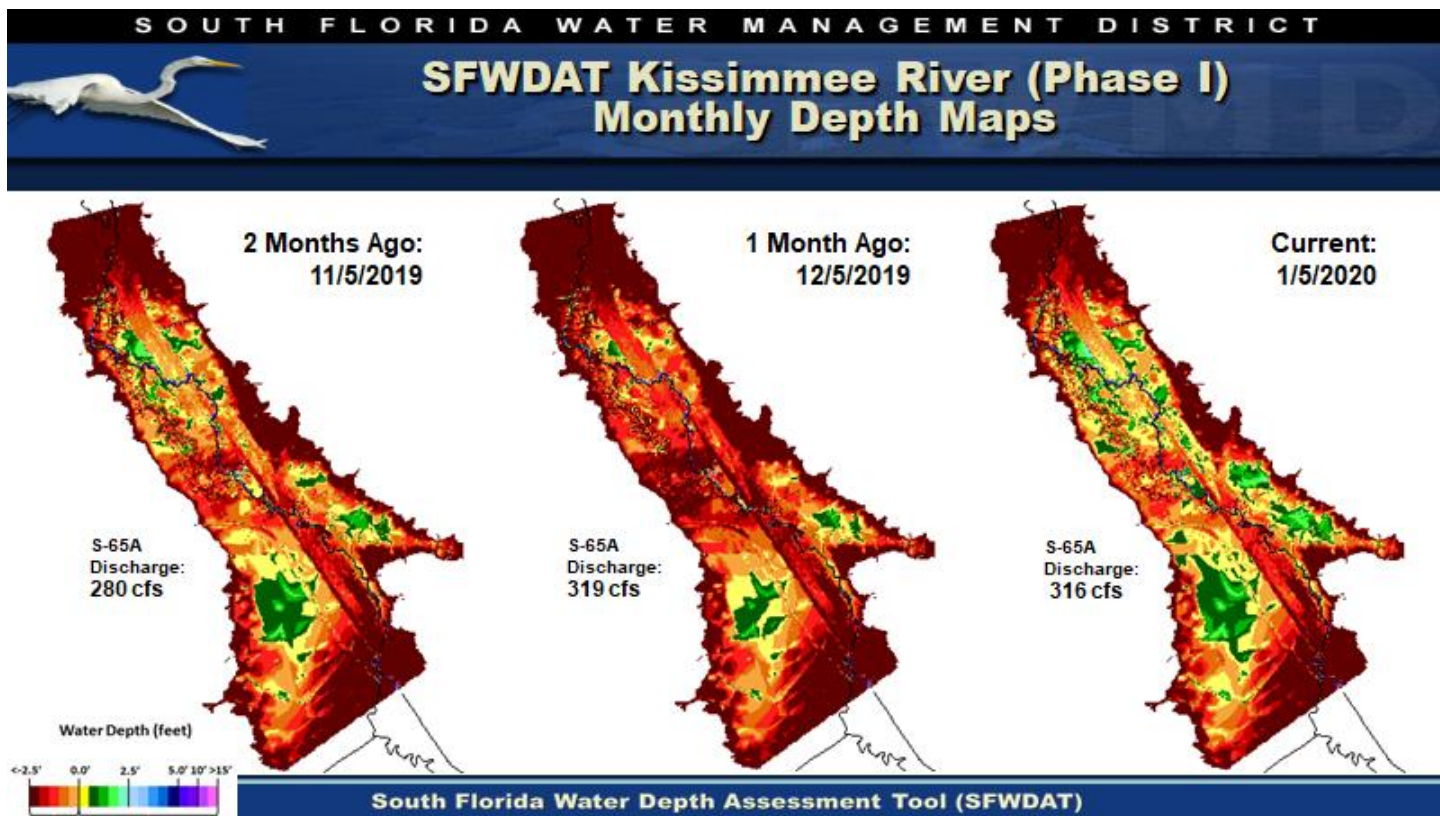 SOUTH FLORIDA WATER MANAGEMENT DISTRICT
SFWDAT Kissimmee River (Phase I)
Monthly Depth Maps
2 Months Ago:
11/5/2019
1 Month Ago:
12/5/2019
Current:
1/5/2020
S-65A
Discharge:
280 cfs
S-65A
Discharge:
319 cfs
S-65A
Discharge:
316 cfs
Water Depth (feet)
<-2.5' 0.0' 2.5' 5.0' 10' >15'
South Florida Water Depth Assessment Tool (SFWDAT)